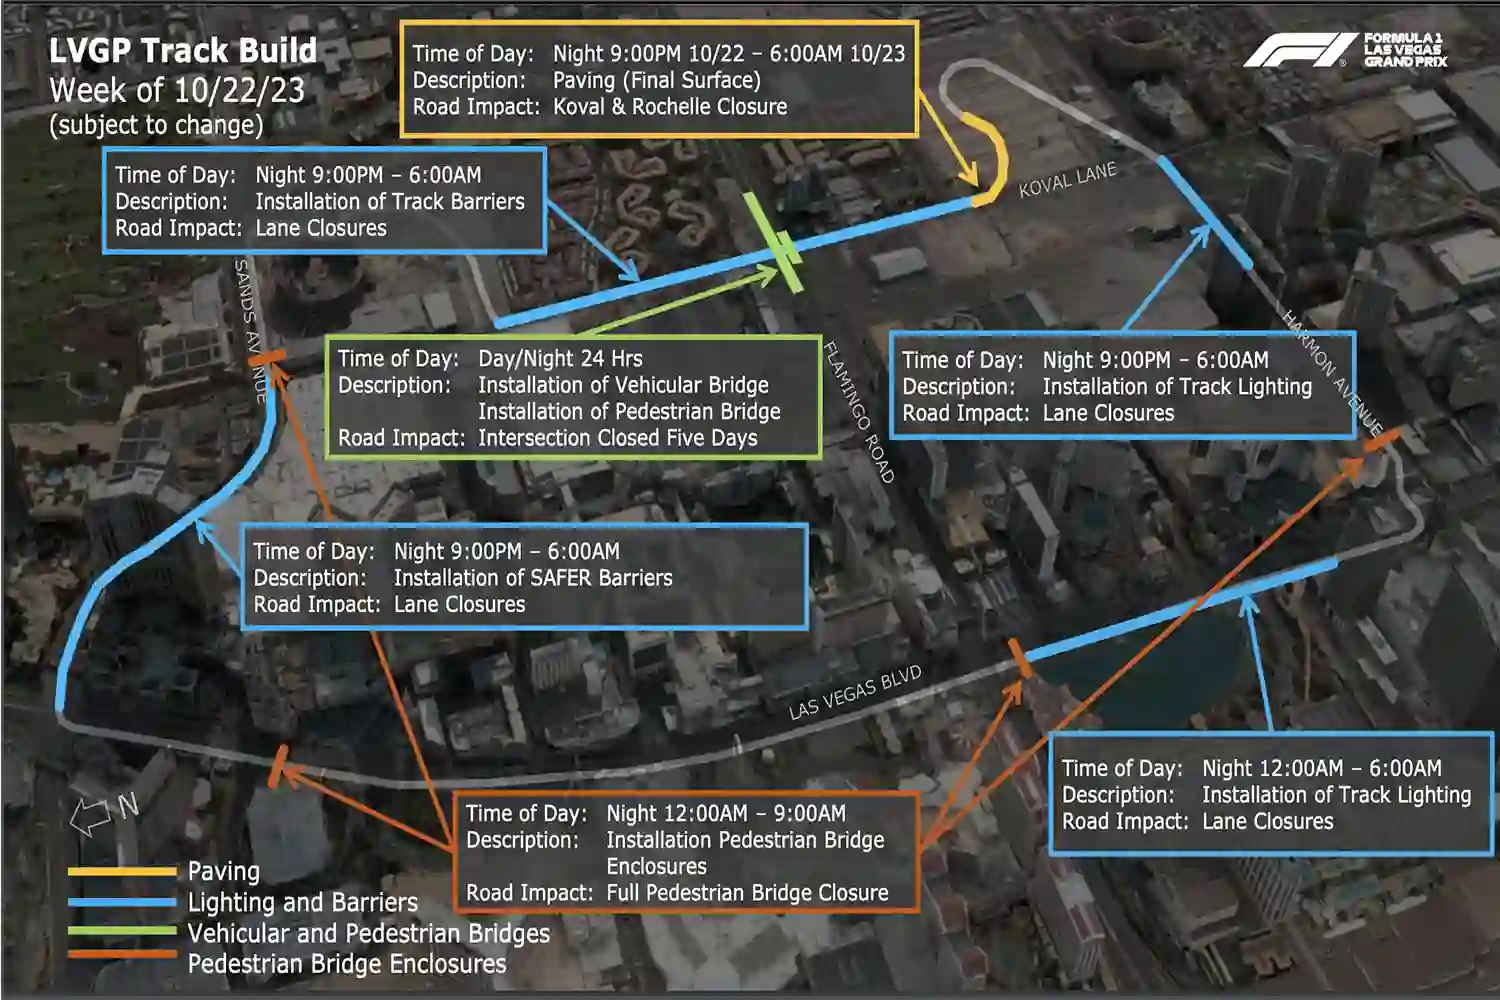 LVGP Track Build
Week of 10/22/23
(subject to change)
Time of Day: Night 9:00PM 10/22 – 6:00AM 10/23
Description: Paving (Final Surface)
Road Impact: Koval & Rochelle Closure
FORMULA 1
LAS VEGAS
GRAND PRIX
Time of Day: Night 9:00PM – 6:00AM
Description: Installation of Track Barriers
Road Impact: Lane Closures
KOVAL LANE
SANDS AVENUE
Time of Day: Day/Night 24 Hrs
Description: Installation of Vehicular Bridge
Installation of Pedestrian Bridge
Road Impact: Intersection Closed Five Days
FLAMINGO ROAD
HARMON AVENUE
Time of Day: Night 9:00PM – 6:00AM
Description: Installation of Track Lighting
Road Impact: Lane Closures
Time of Day: Night 9:00PM – 6:00AM
Description: Installation of SAFER Barriers
Road Impact: Lane Closures
LAS VEGAS BLVD
Time of Day: Night 12:00AM – 6:00AM
Description: Installation of Track Lighting
Road Impact: Lane Closures
Time of Day: Night 12:00AM – 9:00AM
Description: Installation Pedestrian Bridge
Enclosures
Road Impact: Full Pedestrian Bridge Closure
N
Paving
Lighting and Barriers
Vehicular and Pedestrian Bridges
Pedestrian Bridge Enclosures